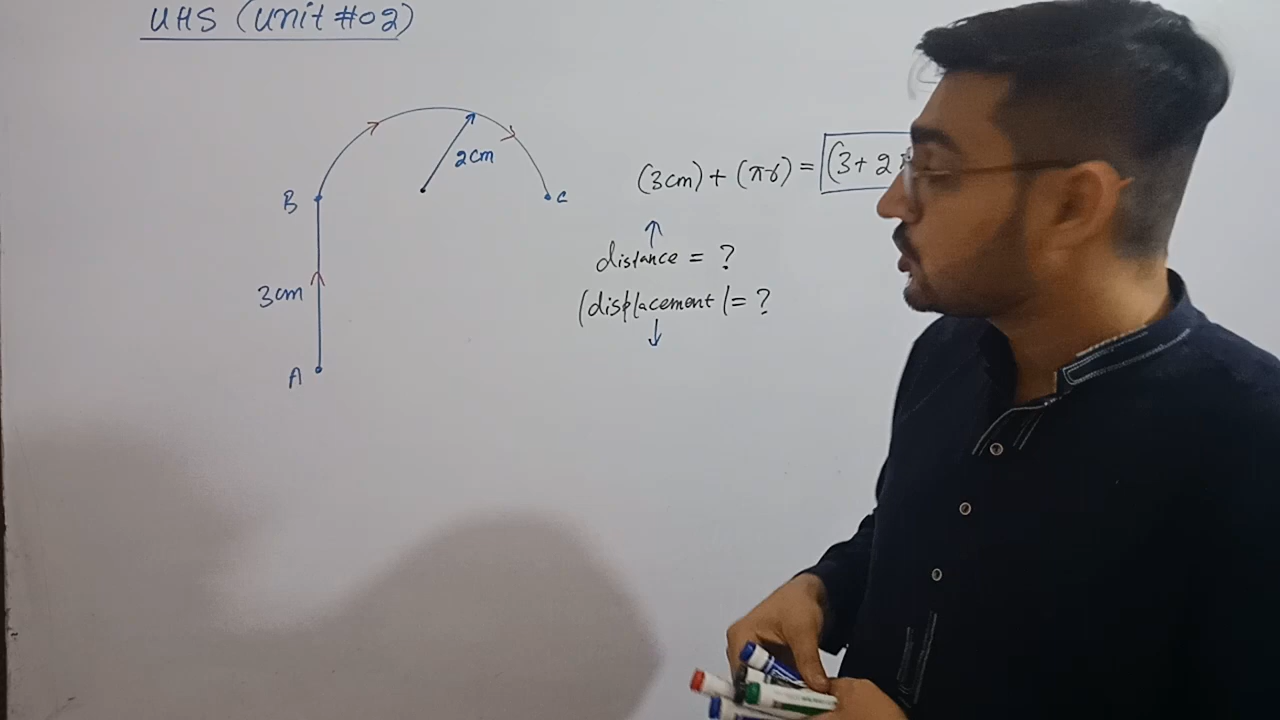 UHS (Unit #02)
2cm
(3cm) + (πr) = (3+2
B
C
distance = ?
3cm
|displacement| = ?
A